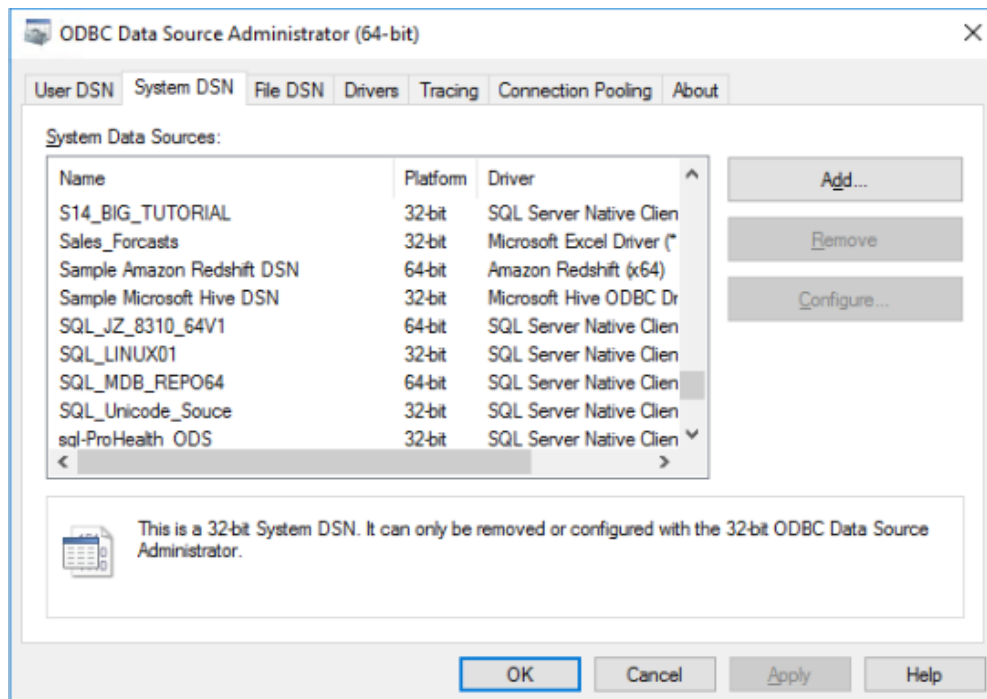 ODBC Data Source Administrator (64-bit)
User DSN System DSN File DSN Drivers Tracing Connection Pooling About
System Data Sources:
Name Platform Driver
S14_BIG_TUTORIAL 32-bit SQL Server Native Clien
Sales_Forcasts 32-bit Microsoft Excel Driver (*
Sample Amazon Redshift DSN 64-bit Amazon Redshift (x64)
Sample Microsoft Hive DSN 32-bit Microsoft Hive ODBC Dr
SQL_JZ_8310_64V1 64-bit SQL Server Native Clien
SQL_LINUX01 32-bit SQL Server Native Clien
SQL_MDB_REPO64 64-bit SQL Server Native Clien
SQL_Unicode_Souce 32-bit SQL Server Native Clien
sql-ProHealth_ODS 32-bit SQL Server Native Clien
Add...
Remove
Configure...
This is a 32-bit System DSN. It can only be removed or configured with the 32-bit ODBC Data Source
Administrator.
OK Cancel Apply Help